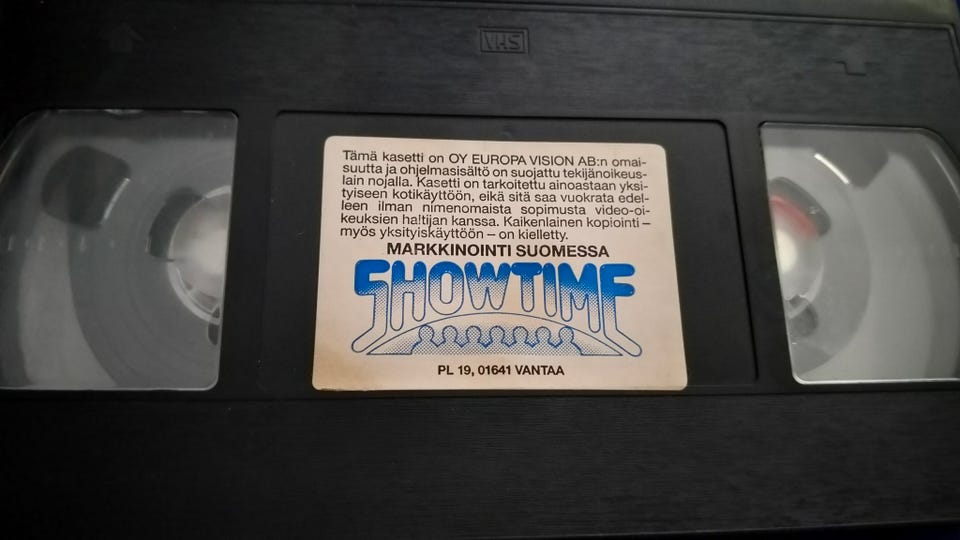 VHS
Tämä kasetti on OY EUROPA VISION AB:n omai-
suutta ja ohjelmasisältö on suojattu tekijänoikeus-
lain nojalla. Kasetti on tarkoitettu ainoastaan yksi-
tyiseen kotikäyttöön, eikä sitä saa vuokrata edel-
leen ilman nimenomaista sopimusta video-oi-
keuksien haltijan kanssa. Kaikenlainen kopiointi –
myös yksityiskäyttöön – on kielletty.
MARKKINOINTI SUOMESSA
SHOWTIME
PL 19, 01641 VANTAA